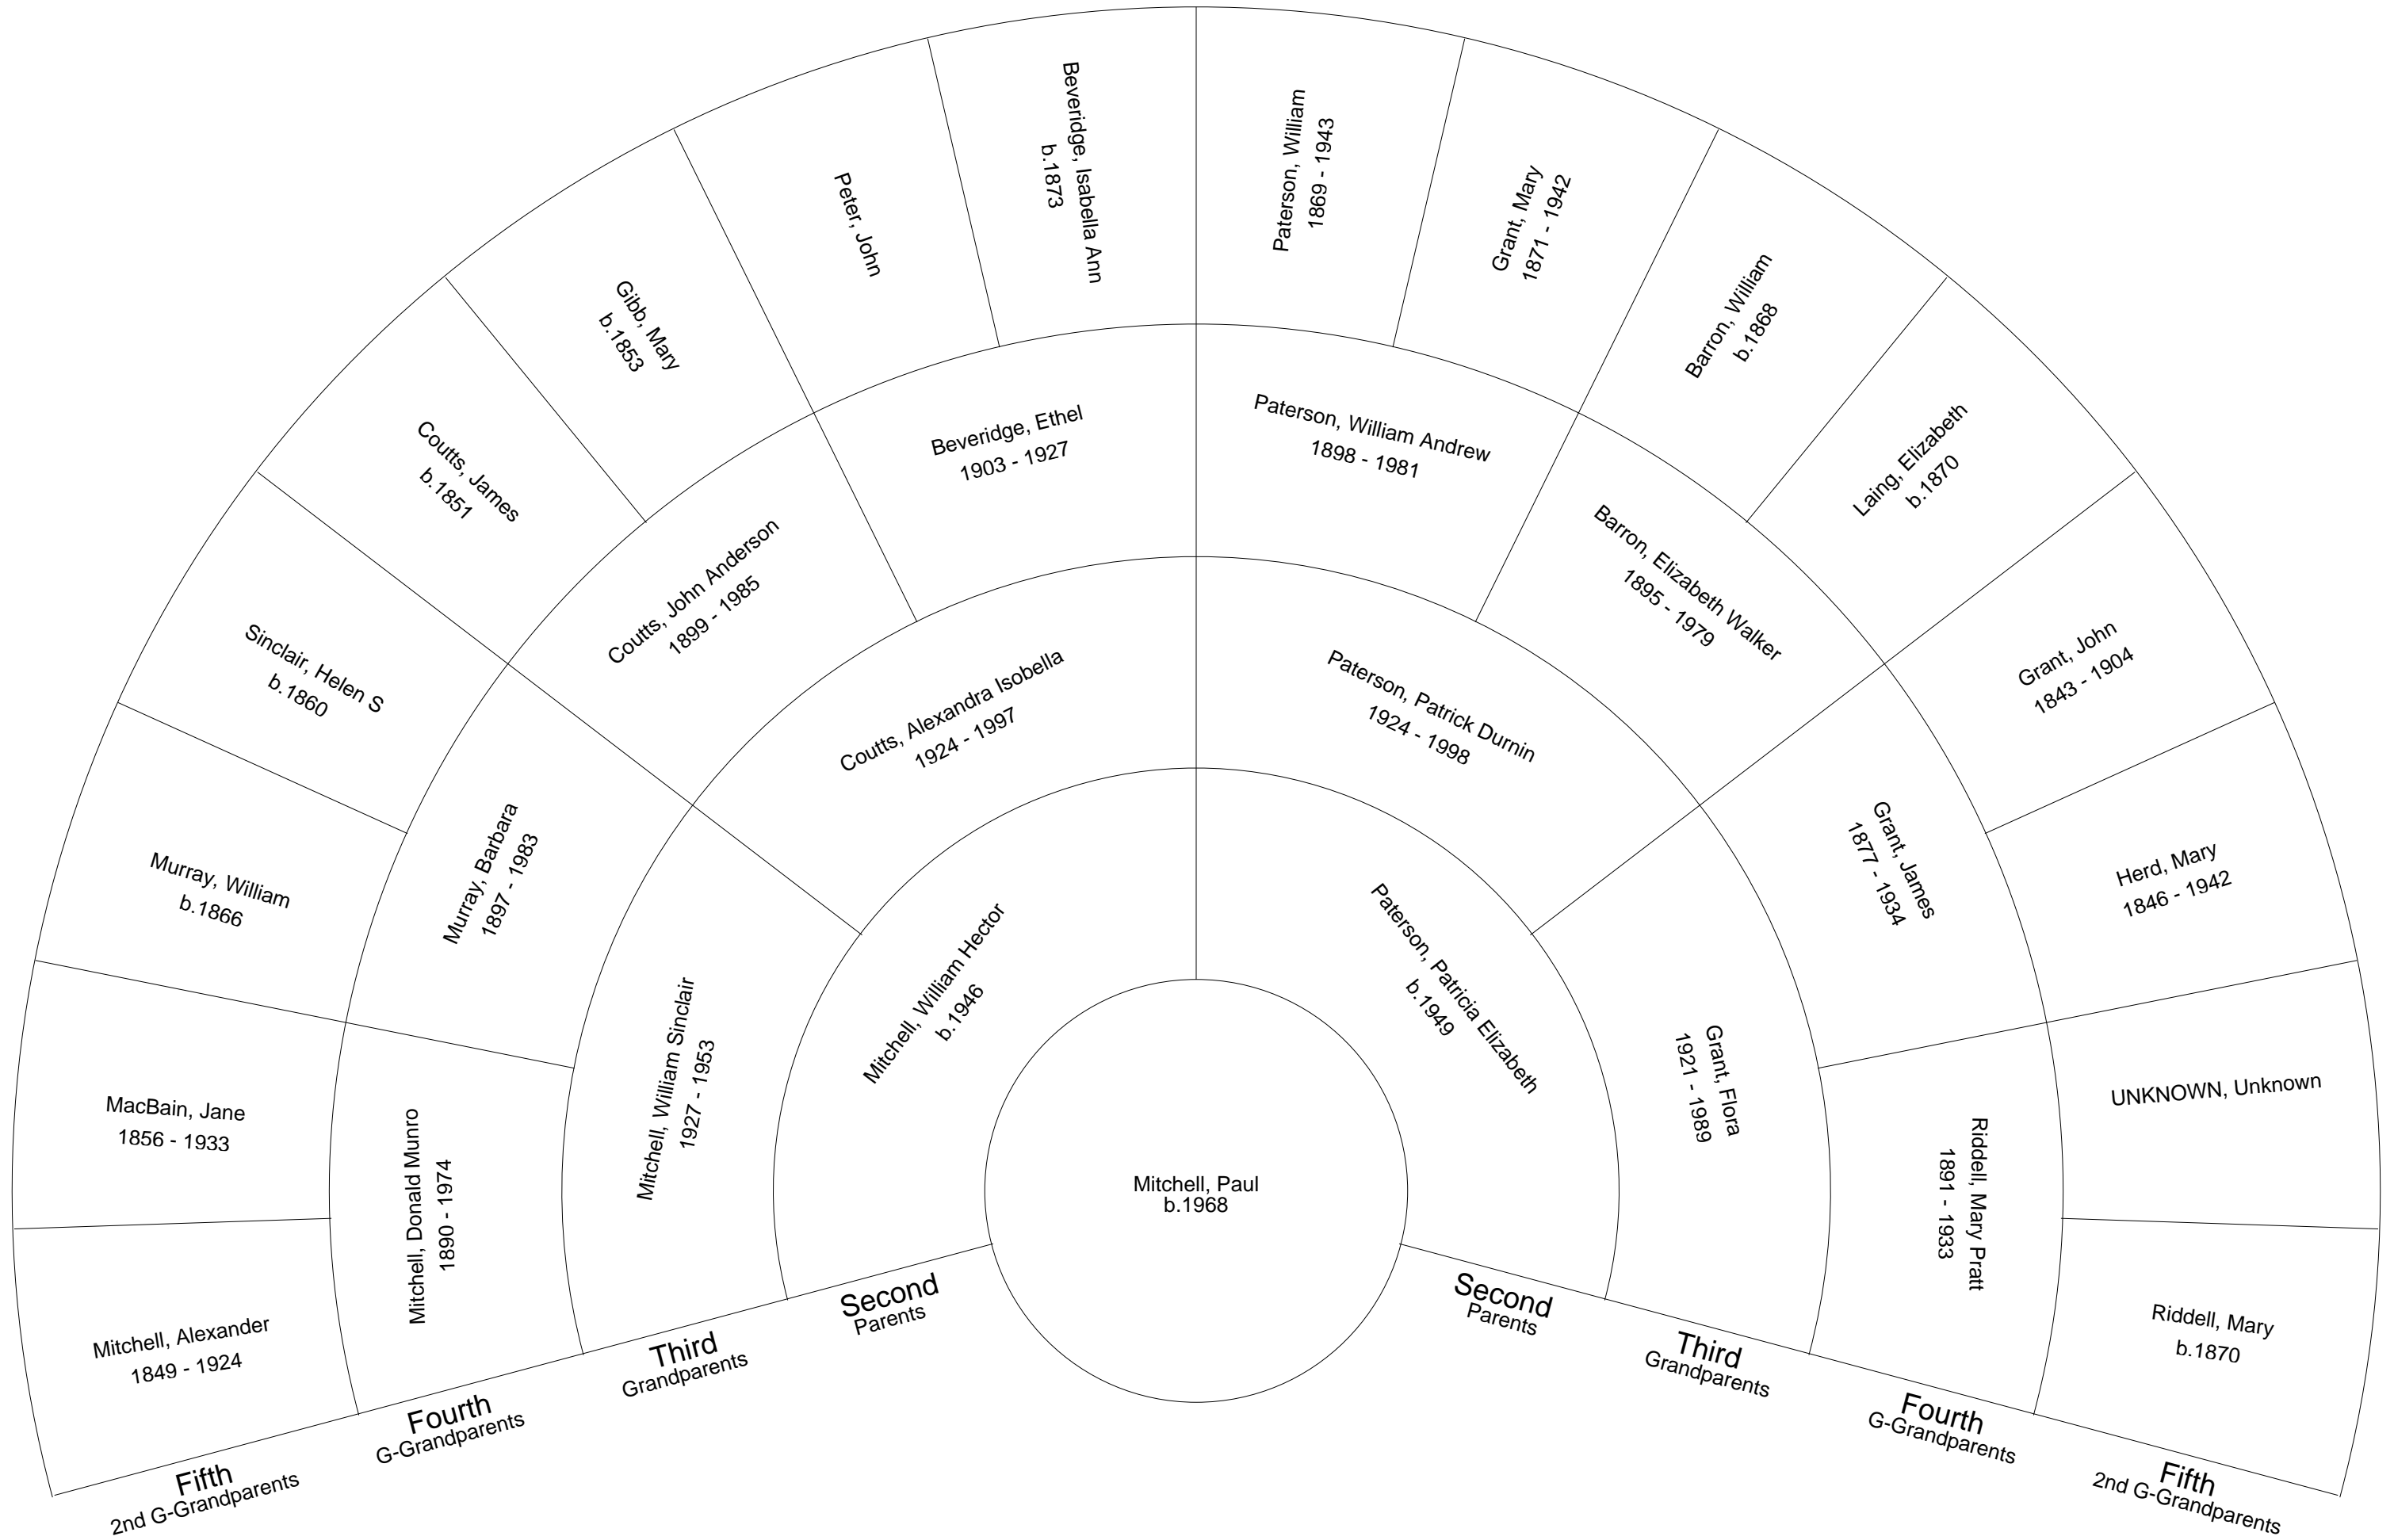 Beveridge, Isabella Ann
b.1873
Paterson, William
1869 - 1943
Peter, John
Grant, Mary
1871 - 1942
Gibb, Mary
b.1853
Barron, William
b.1868
Coutts, James
b.1851
Laing, Elizabeth
b.1870
Sinclair, Helen S
b.1860
Grant, John
1843 - 1904
Murray, William
b.1866
Herd, Mary
1846 - 1942
MacBain, Jane
1856 - 1933
UNKNOWN, Unknown
Mitchell, Alexander
1849 - 1924
Riddell, Mary
b.1870
Beveridge, Ethel
1903 - 1927
Paterson, William Andrew
1898 - 1981
Coutts, John Anderson
1899 - 1985
Barron, Elizabeth Walker
1895 - 1979
Murray, Barbara
1897 - 1983
Grant, James
1877 - 1934
Mitchell, Donald Munro
1890 - 1974
Riddell, Mary Pratt
1891 - 1933
Coutts, Alexandra Isobella
1924 - 1997
Paterson, Patrick Durnin
1924 - 1998
Mitchell, William Sinclair
1927 - 1953
Grant, Flora
1921 - 1989
Mitchell, William Hector
b.1946
Paterson, Patricia Elizabeth
b.1949
Mitchell, Paul
b.1968
Second
Parents
Third
Grandparents
Fourth
G-Grandparents
Fifth
2nd G-Grandparents
Second
Parents
Third
Grandparents
Fourth
G-Grandparents
Fifth
2nd G-Grandparents